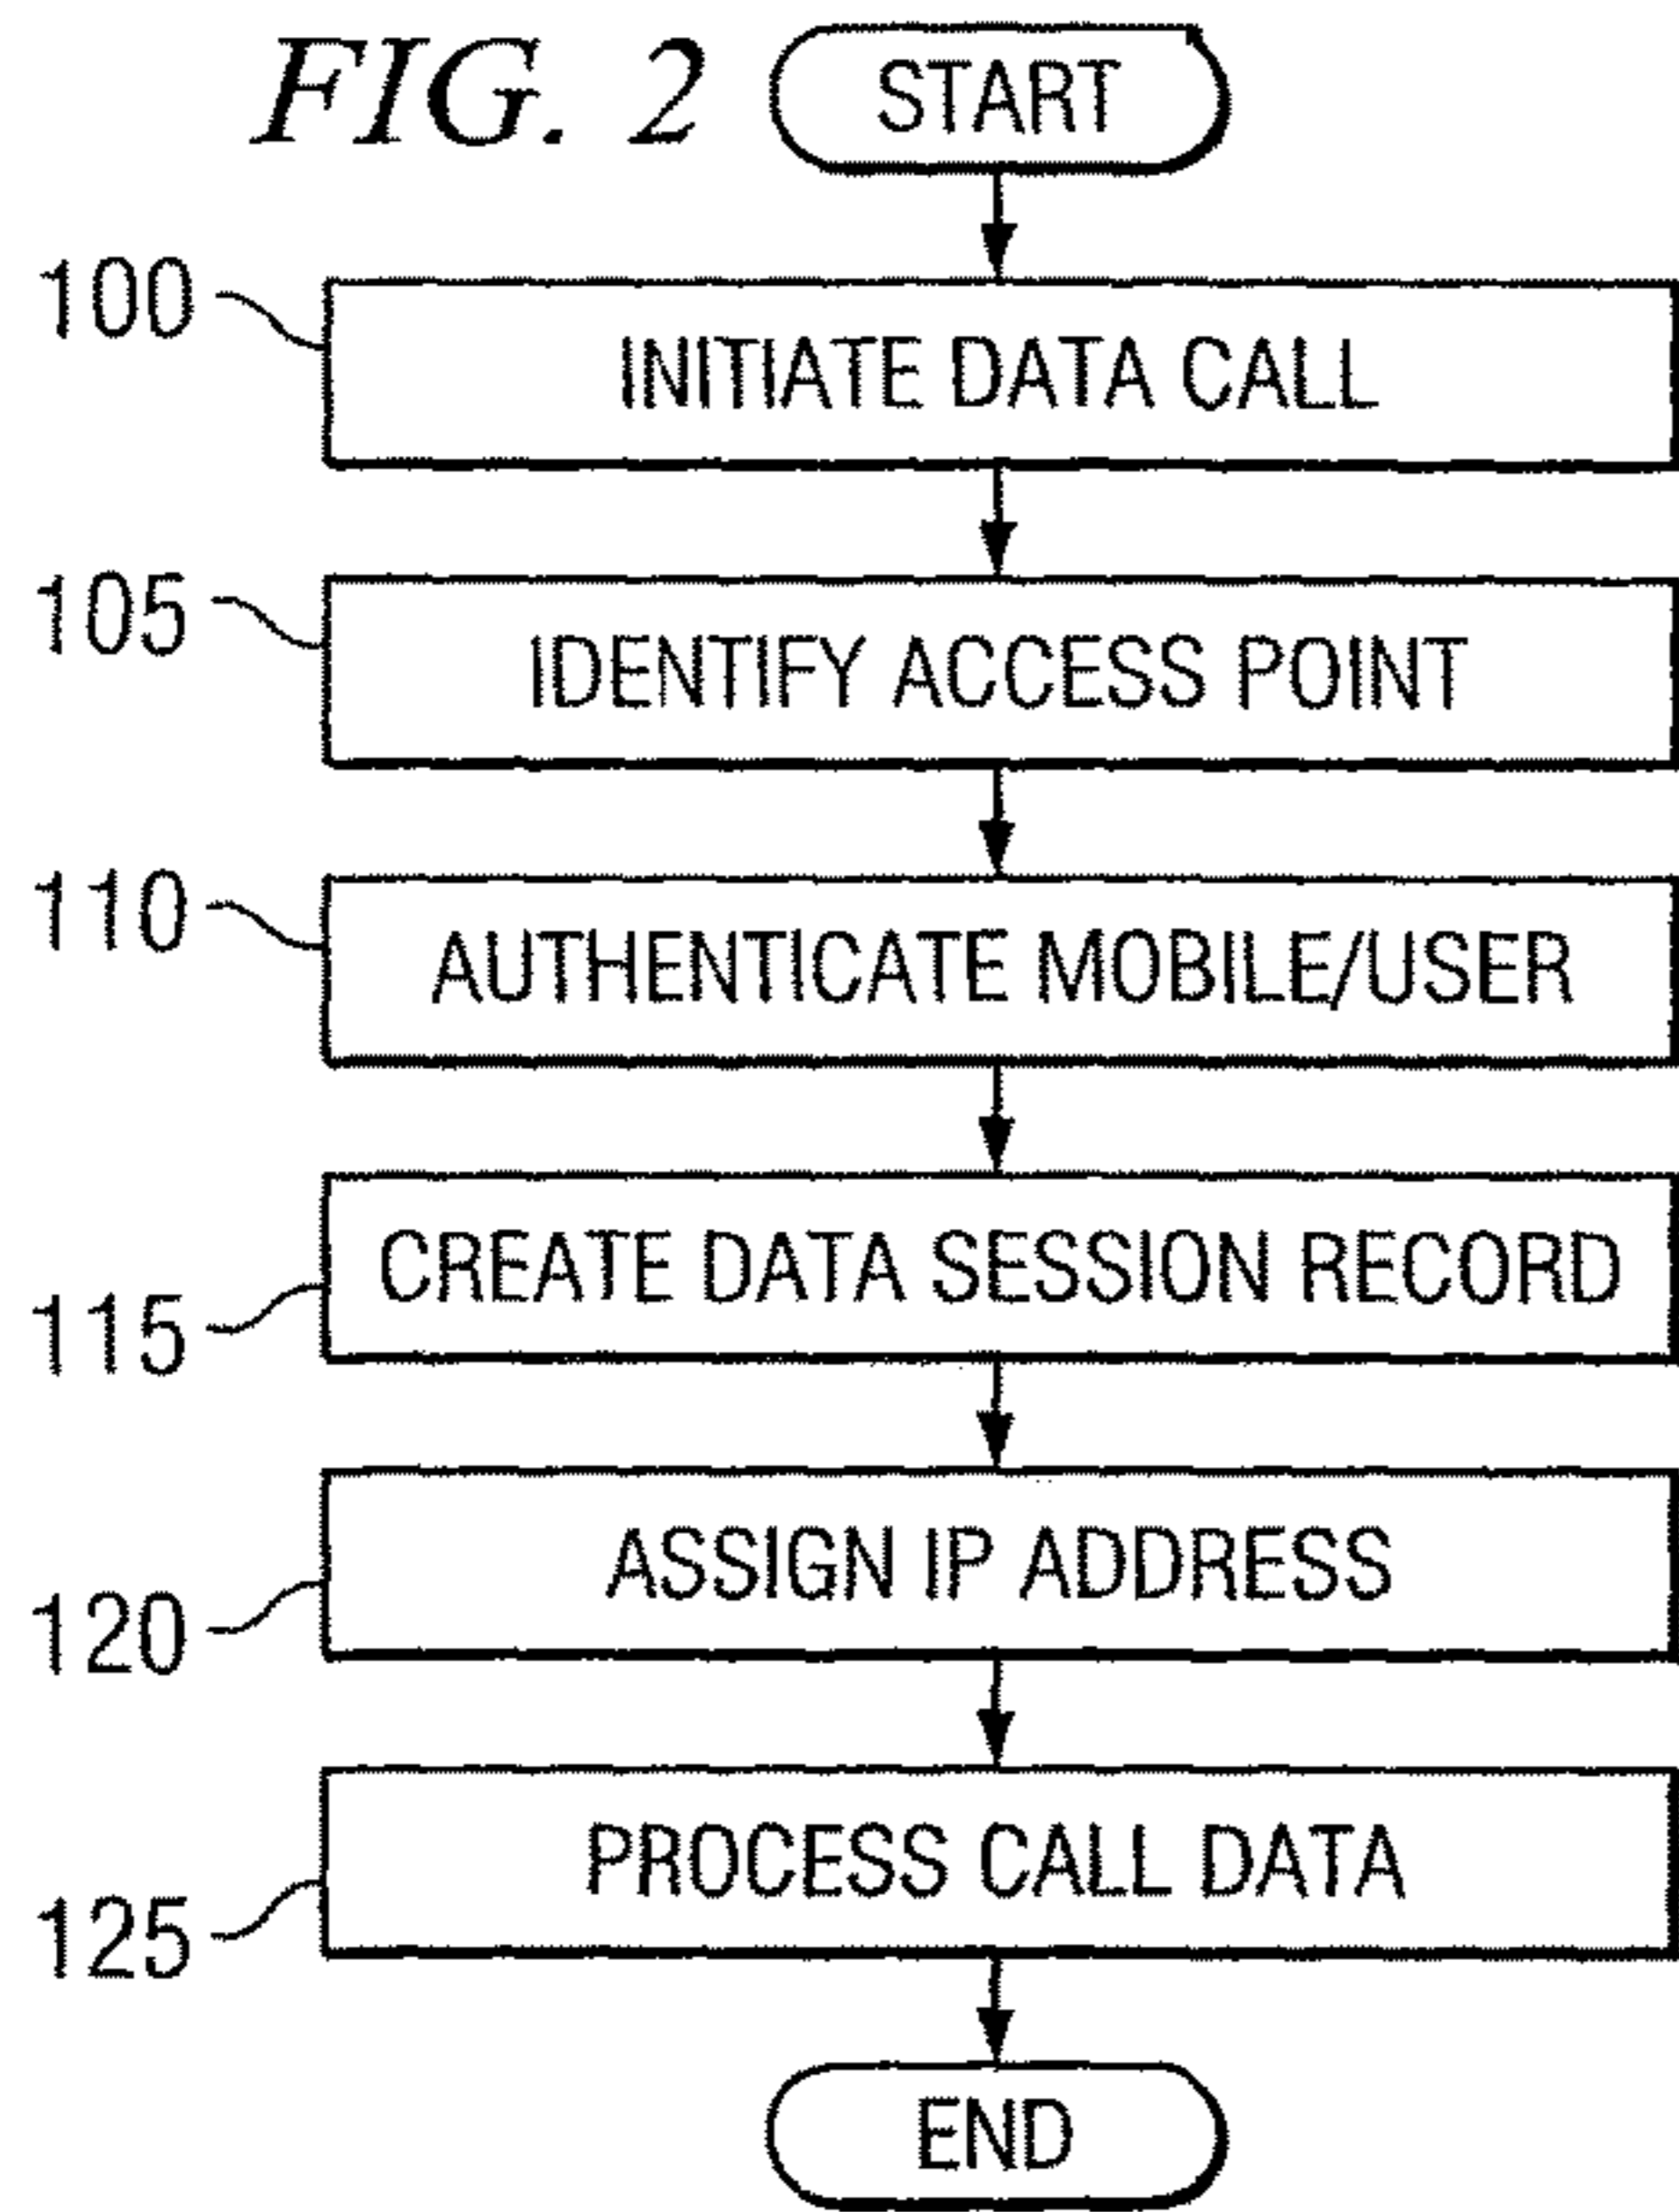 FIG. 2
START
100
INITIATE DATA CALL
105
IDENTIFY ACCESS POINT
110
AUTHENTICATE MOBILE/USER
115
CREATE DATA SESSION RECORD
120
ASSIGN IP ADDRESS
125
PROCESS CALL DATA
END